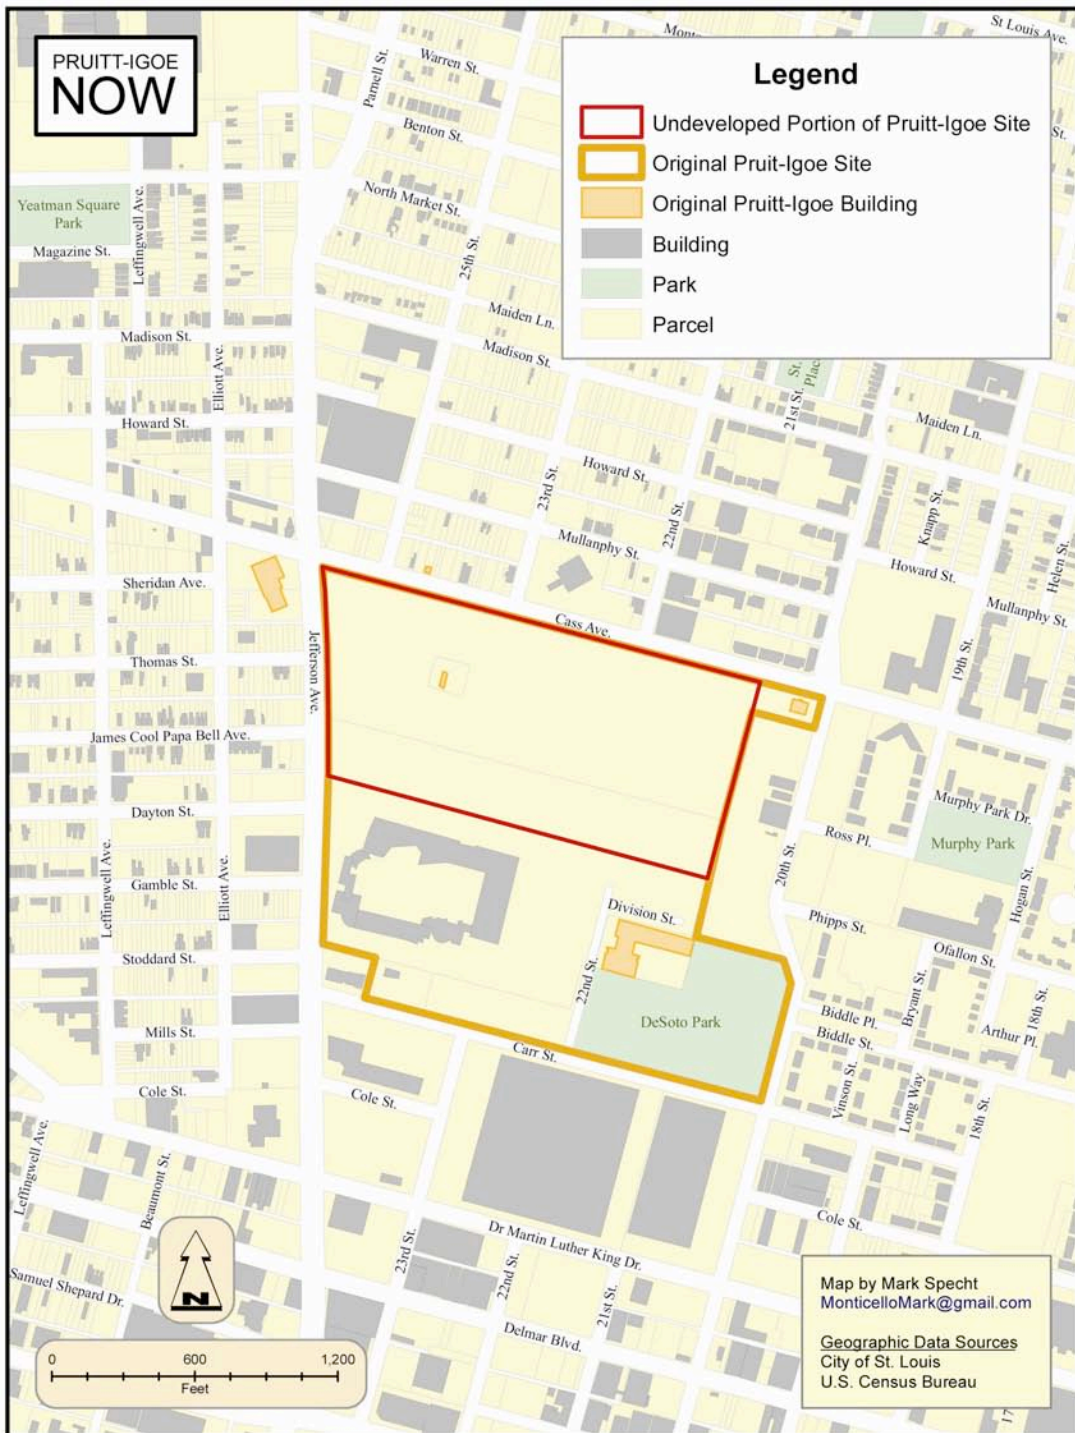 PRUITT-IGOE
NOW
Legend
Undeveloped Portion of Pruitt-Igoe Site
Original Pruit-Igoe Site
Original Pruitt-Igoe Building
Building
Park
Parcel
St Louis Ave.
St.
Warren St.
Parnell St.
Benton St.
North Market St.
25th St.
Yeatman Square
Park
Magazine St.
Leffingwell Ave.
Maiden Ln.
Madison St.
Madison St.
Elliott Ave.
St.
Place
21st St.
Howard St.
Maiden Ln.
Howard St.
23rd St.
22nd St.
Knapp St.
Mullanphy St.
Howard St.
Helen St.
Sheridan Ave.
Mullanphy St.
Cass Ave.
Thomas St.
Jefferson Ave.
19th St.
James Cool Papa Bell Ave.
Dayton St.
Murphy Park Dr.
Ross Pl.
Murphy Park
20th St.
Leffingwell Ave.
Gamble St.
Elliott Ave.
Hogan St.
Division St.
Phipps St.
Stoddard St.
Ofallon St.
22nd St.
Bryant St.
18th St.
DeSoto Park
Biddle Pl.
Mills St.
Biddle St.
Arthur Pl.
Carr St.
Cole St.
Cole St.
Vinson St.
Long Way
18th St.
Leffingwell Ave.
Beaumont St.
Cole St.
Dr Martin Luther King Dr.
23rd St.
22nd St.
21st St.
Samuel Shepard Dr.
Delmar Blvd.
N
0 600 1,200
Feet
Map by Mark Specht
MonticelloMark@gmail.com
Geographic Data Sources
City of St. Louis
U.S. Census Bureau